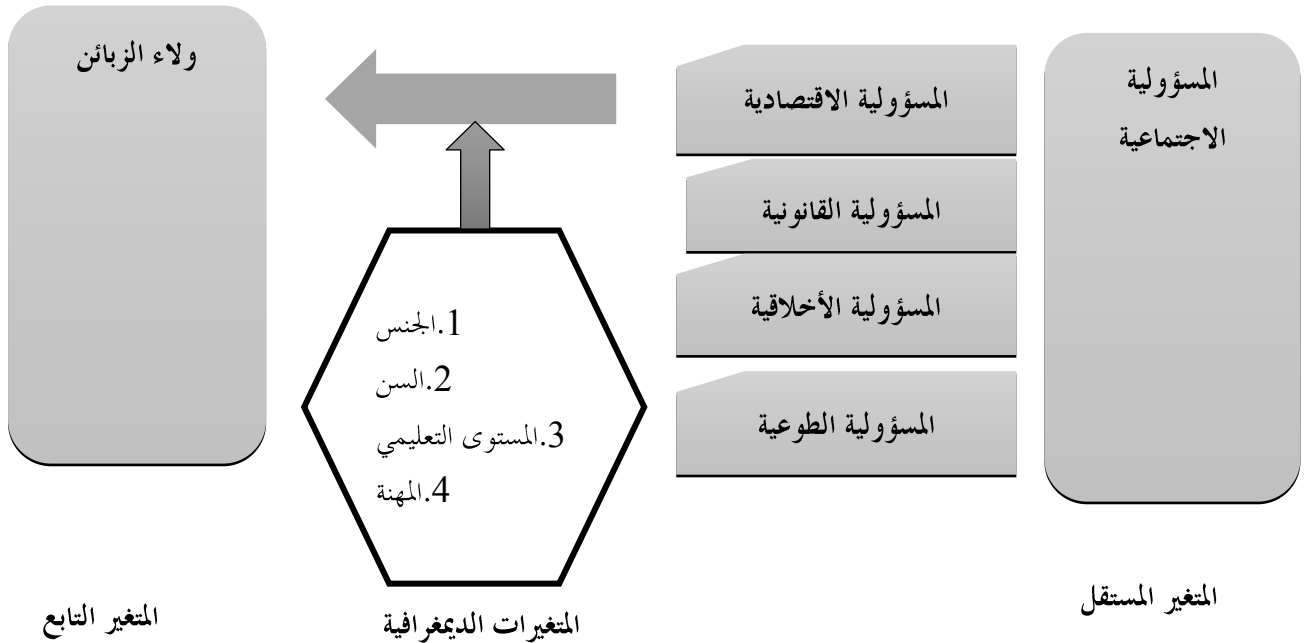 المسؤولية
الاجتماعية
المسؤولية الاقتصادية
المسؤولية القانونية
المسؤولية الأخلاقية
المسؤولية الطوعية
ولاء الزبائن
1.الجنس
2.السن
3.المستوى التعليمي
4.المهنة
المتغير المستقل
المتغيرات الديمغرافية
المتغير التابع